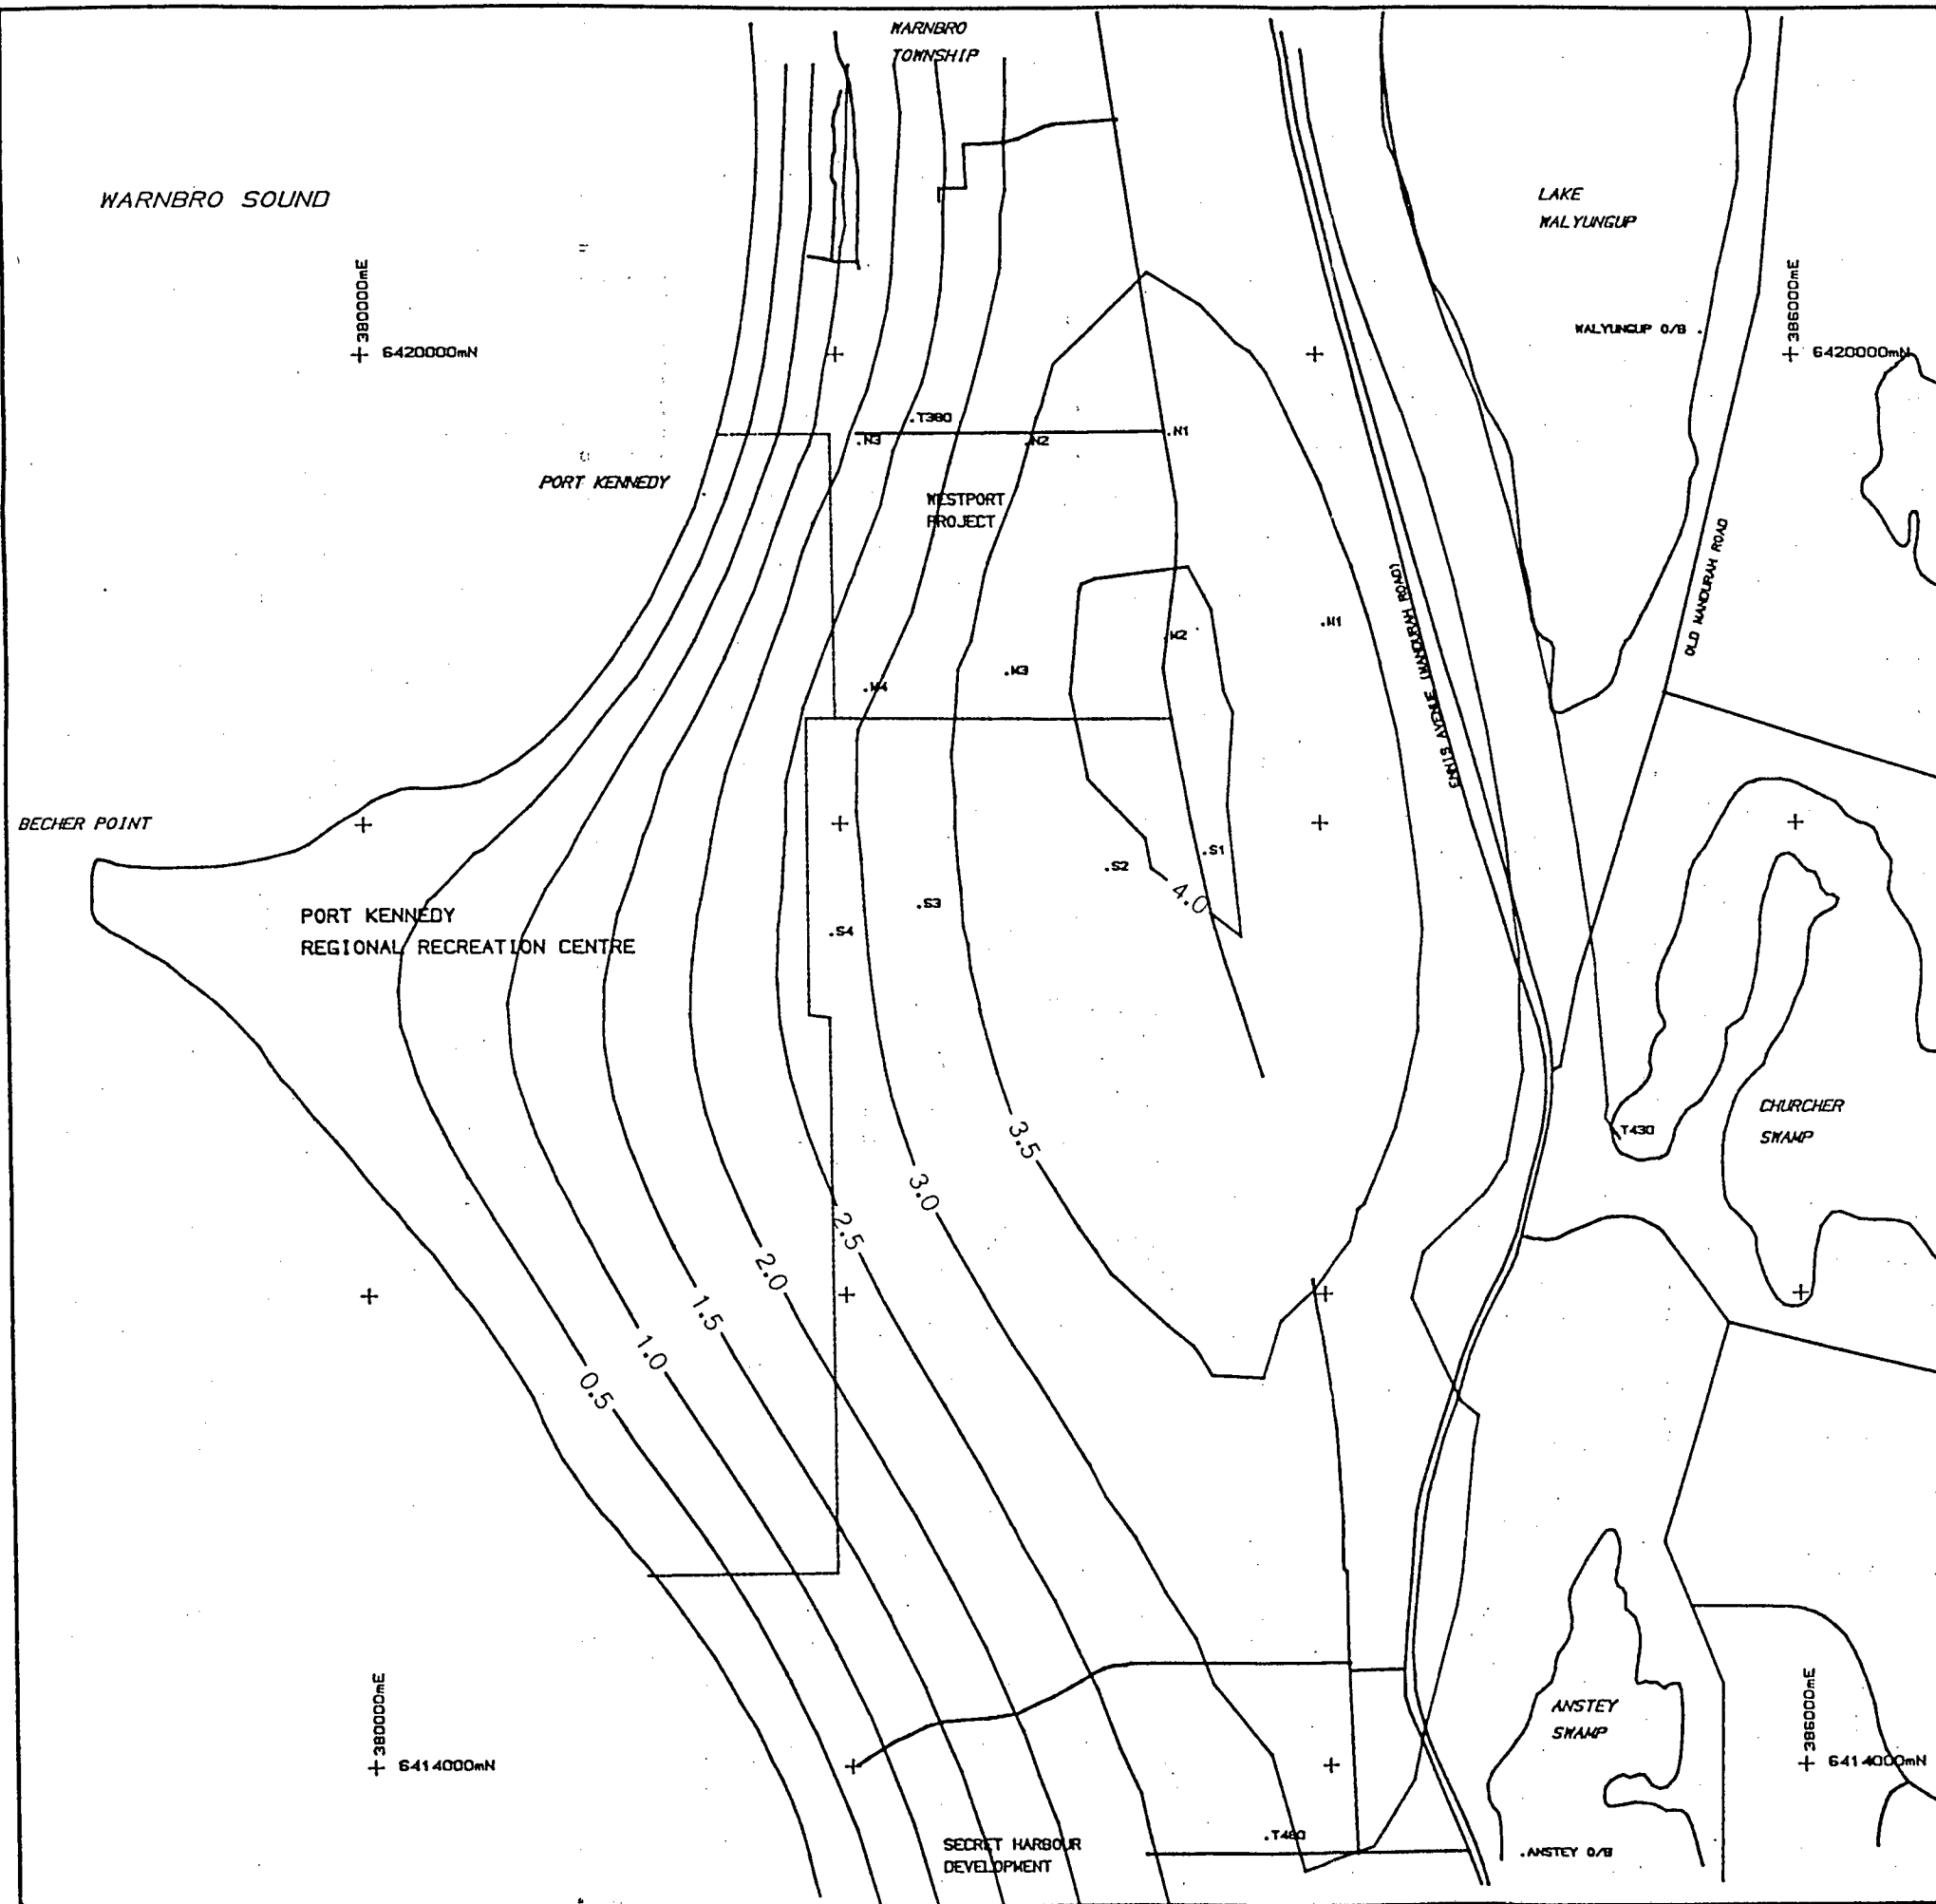 WARNBRO
TOWNSHIP
WARNBRO SOUND
LAKE
WALYUNGUP
380000mE
6420000mN
WALYUNGUP O/B
386000mE
6420000mN
T380
N3
N2
N1
PORT KENNEDY
WESTPORT
PROJECT
ENNIS AVENUE (MANDURAH ROAD)
OLD MANDURAH ROAD
W1
W2
W3
W4
BECHER POINT
S1
S2
4.0
S3
S4
PORT KENNEDY
REGIONAL RECREATION CENTRE
CHURCHER
SWAMP
T430
3.5
3.0
2.5
2.0
1.5
1.0
0.5
380000mE
6414000mN
ANSTEY
SWAMP
386000mE
6414000mN
SECRET HARBOUR
DEVELOPMENT
T480
ANSTEY O/B